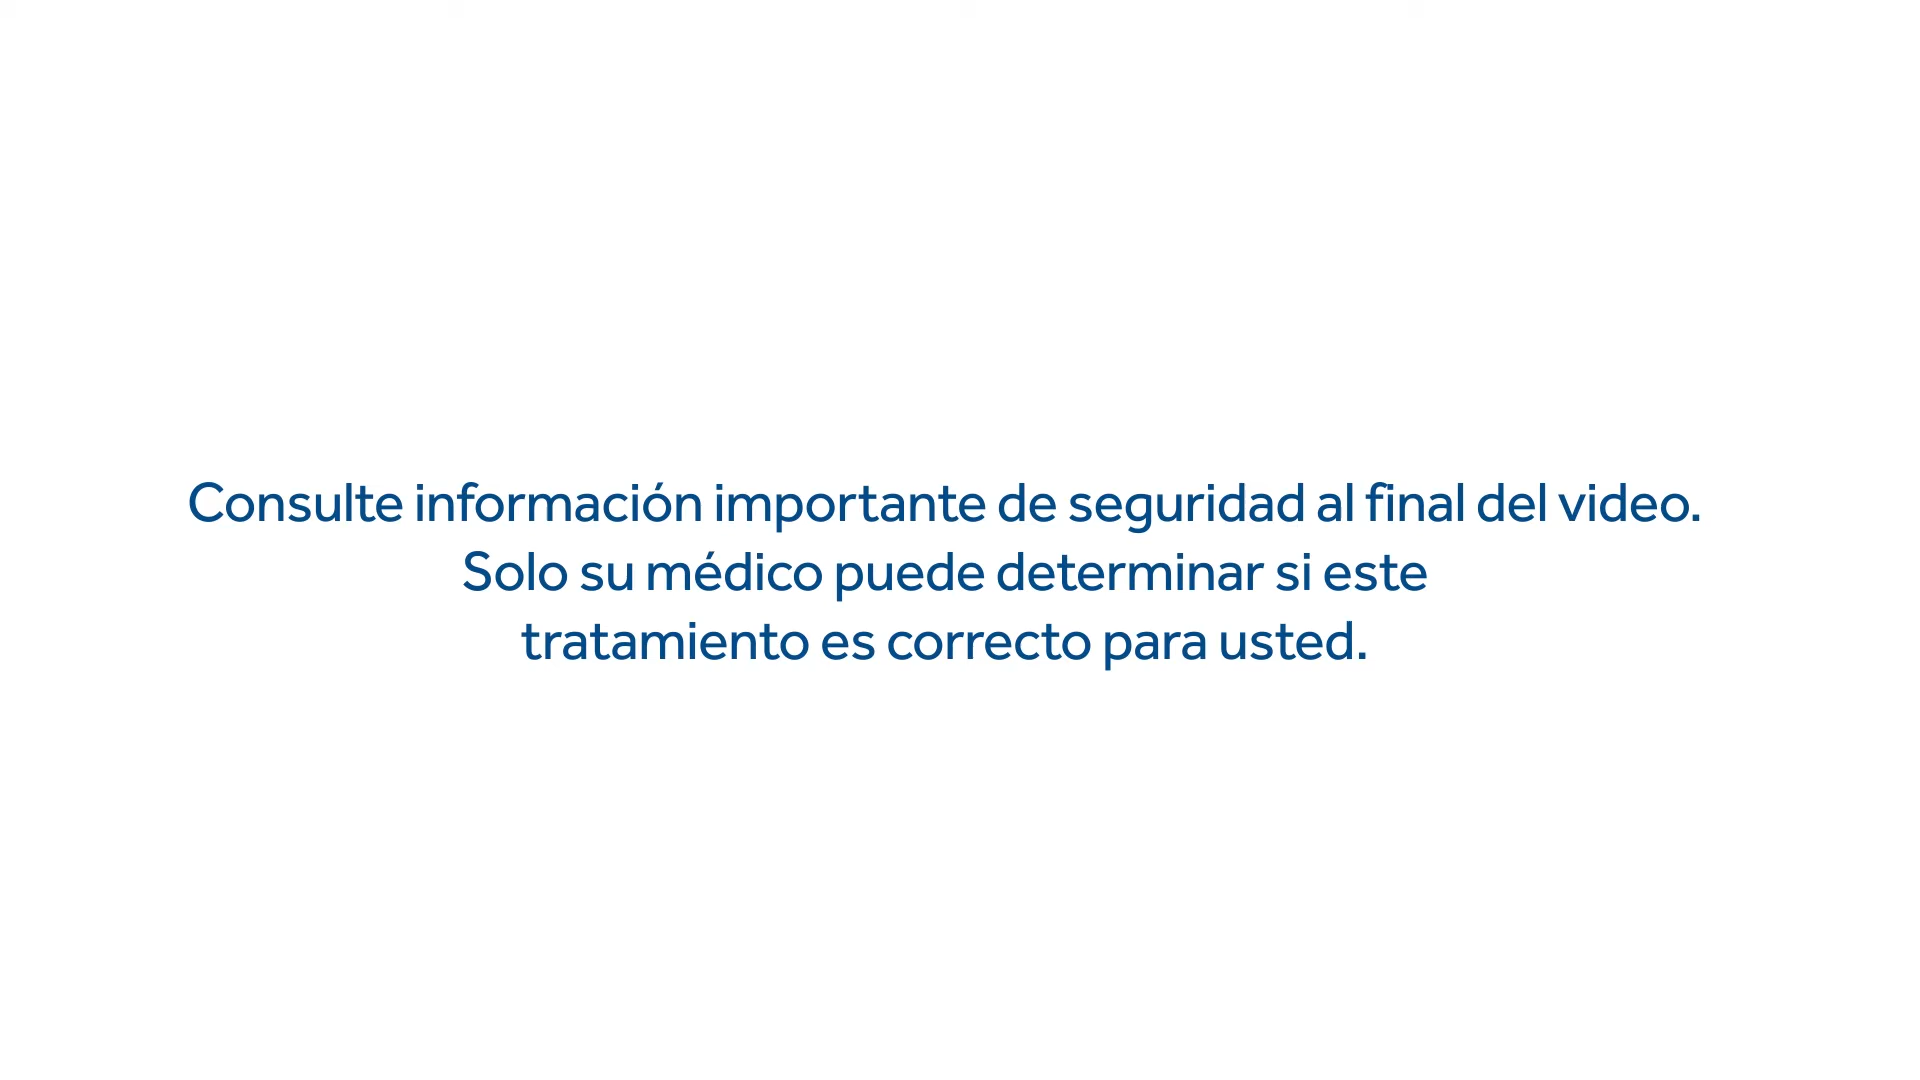 Consulte información importante de seguridad al final del video.
Solo su médico puede determinar si este
tratamiento es correcto para usted.